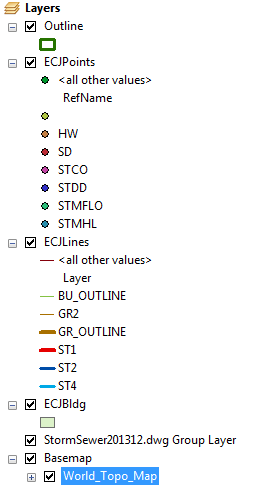 Layers
Outline
ECJPoints
<all other values>
RefName
HW
SD
STCO
STDD
STMFLO
STMHL
ECJLines
<all other values>
Layer
BU_OUTLINE
GR2
GR_OUTLINE
ST1
ST2
ST4
ECJBldg
StormSewer201312.dwg Group Layer
Basemap
World_Topo_Map